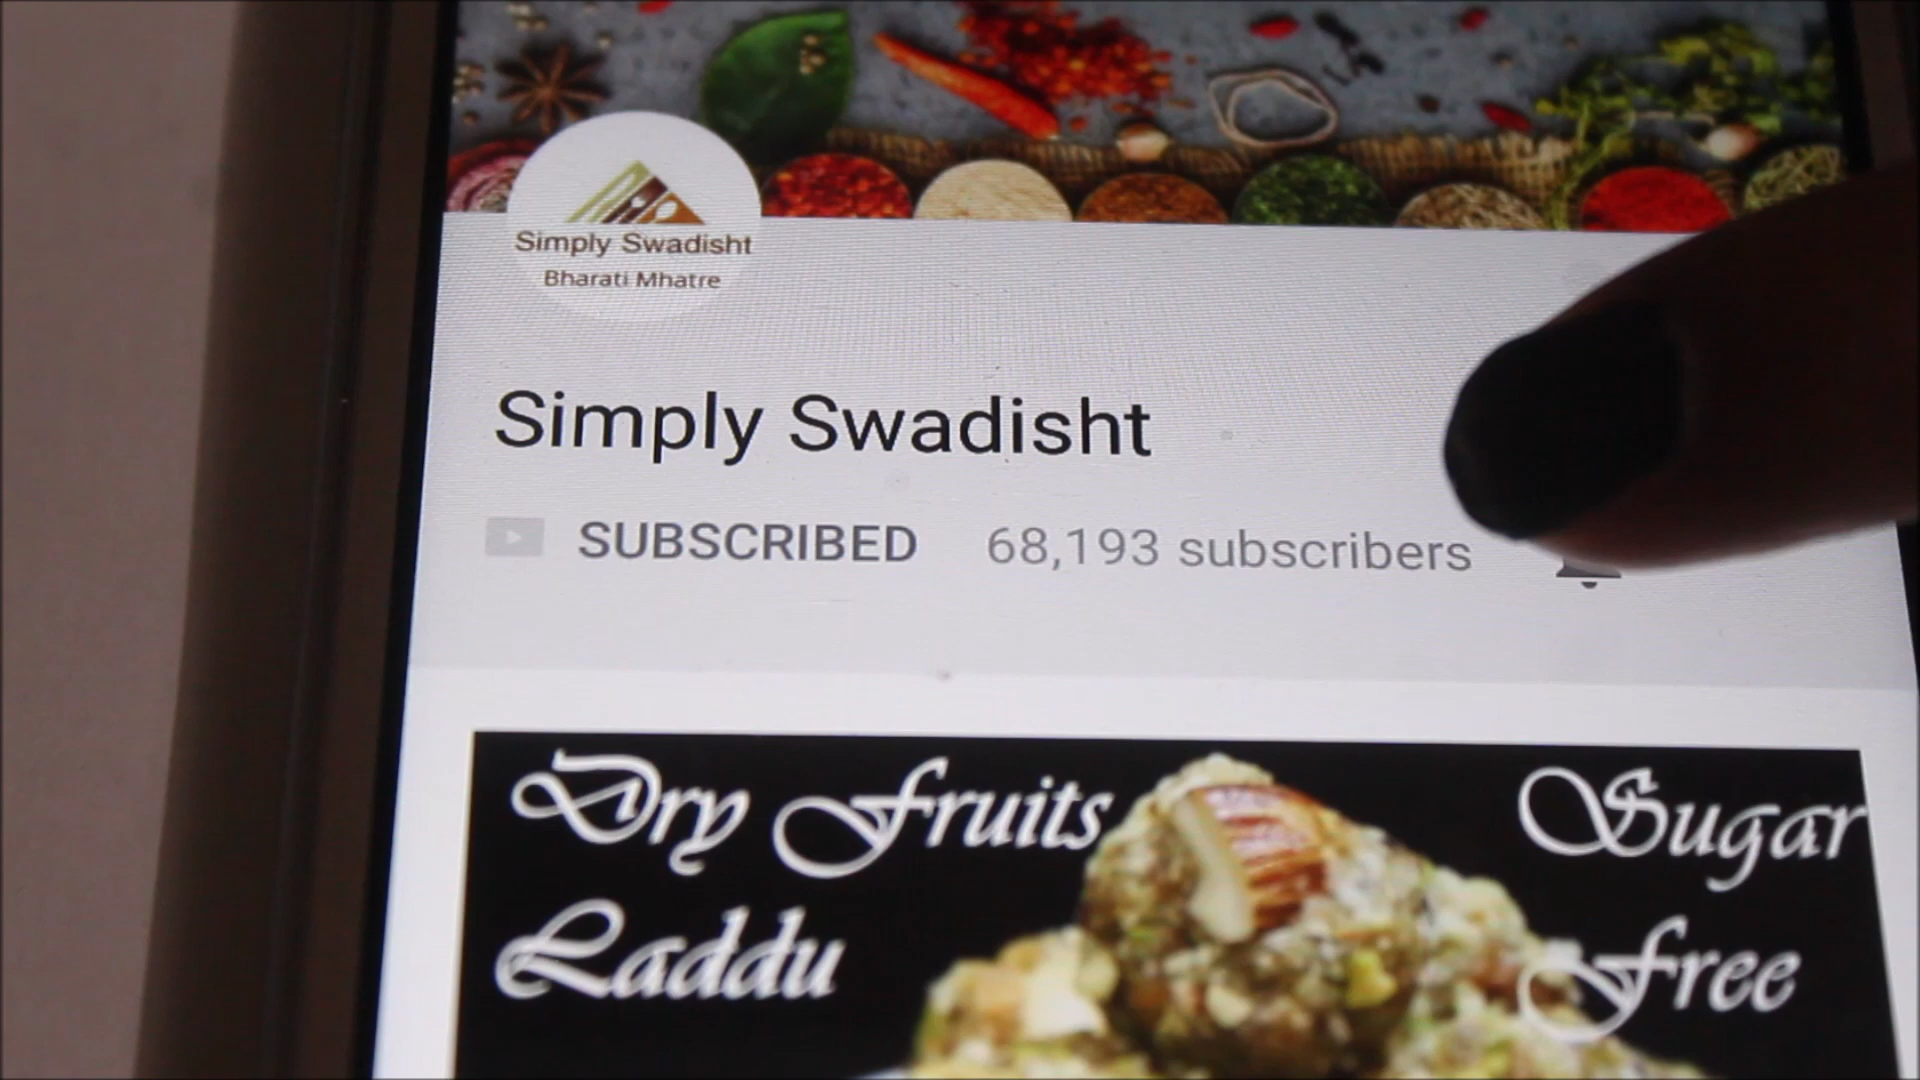 Simply Swadisht
Bharati Mhatre
Simply Swadisht
SUBSCRIBED 68,193 subscribers
Dry Fruits Sugar
Laddu Free